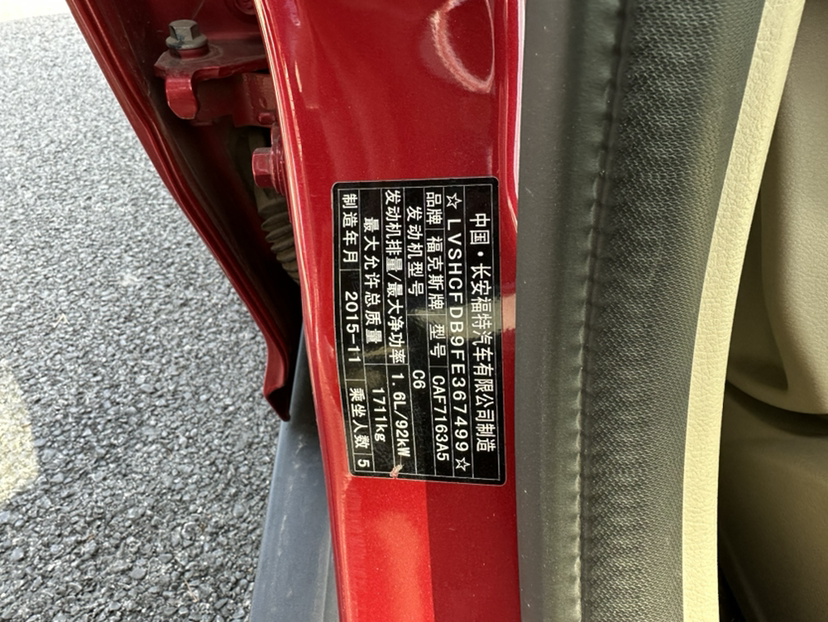 中国·长安福特汽车有限公司制造
☆LVSHCFDB9FE367499☆
品牌 福克斯牌 型号 CAF7163A5
发动机型号 C6
发动机排量/最大净功率 1.6L/92kW
最大允许总质量 1711kg
制造年月 2015-11 乘坐人数 5